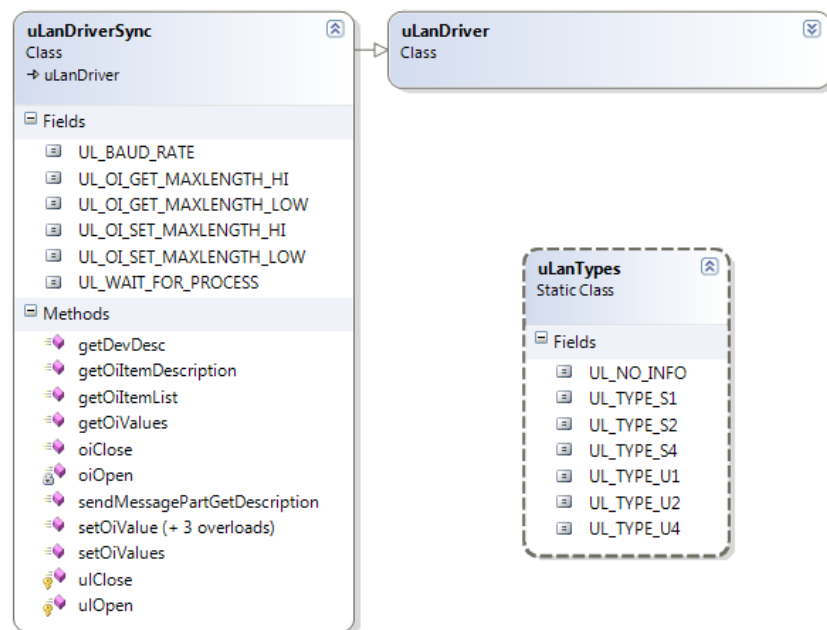 uLanDriverSync
Class
uLanDriver
Fields
UL_BAUD_RATE
UL_OI_GET_MAXLENGTH_HI
UL_OI_GET_MAXLENGTH_LOW
UL_OI_SET_MAXLENGTH_HI
UL_OI_SET_MAXLENGTH_LOW
UL_WAIT_FOR_PROCESS
Methods
getDevDesc
getOiItemDescription
getOiItemList
getOiValues
oiClose
oiOpen
sendMessagePartGetDescription
setOiValue (+ 3 overloads)
setOiValues
ulClose
ulOpen
uLanDriver
Class
uLanTypes
Static Class
Fields
UL_NO_INFO
UL_TYPE_S1
UL_TYPE_S2
UL_TYPE_S4
UL_TYPE_U1
UL_TYPE_U2
UL_TYPE_U4